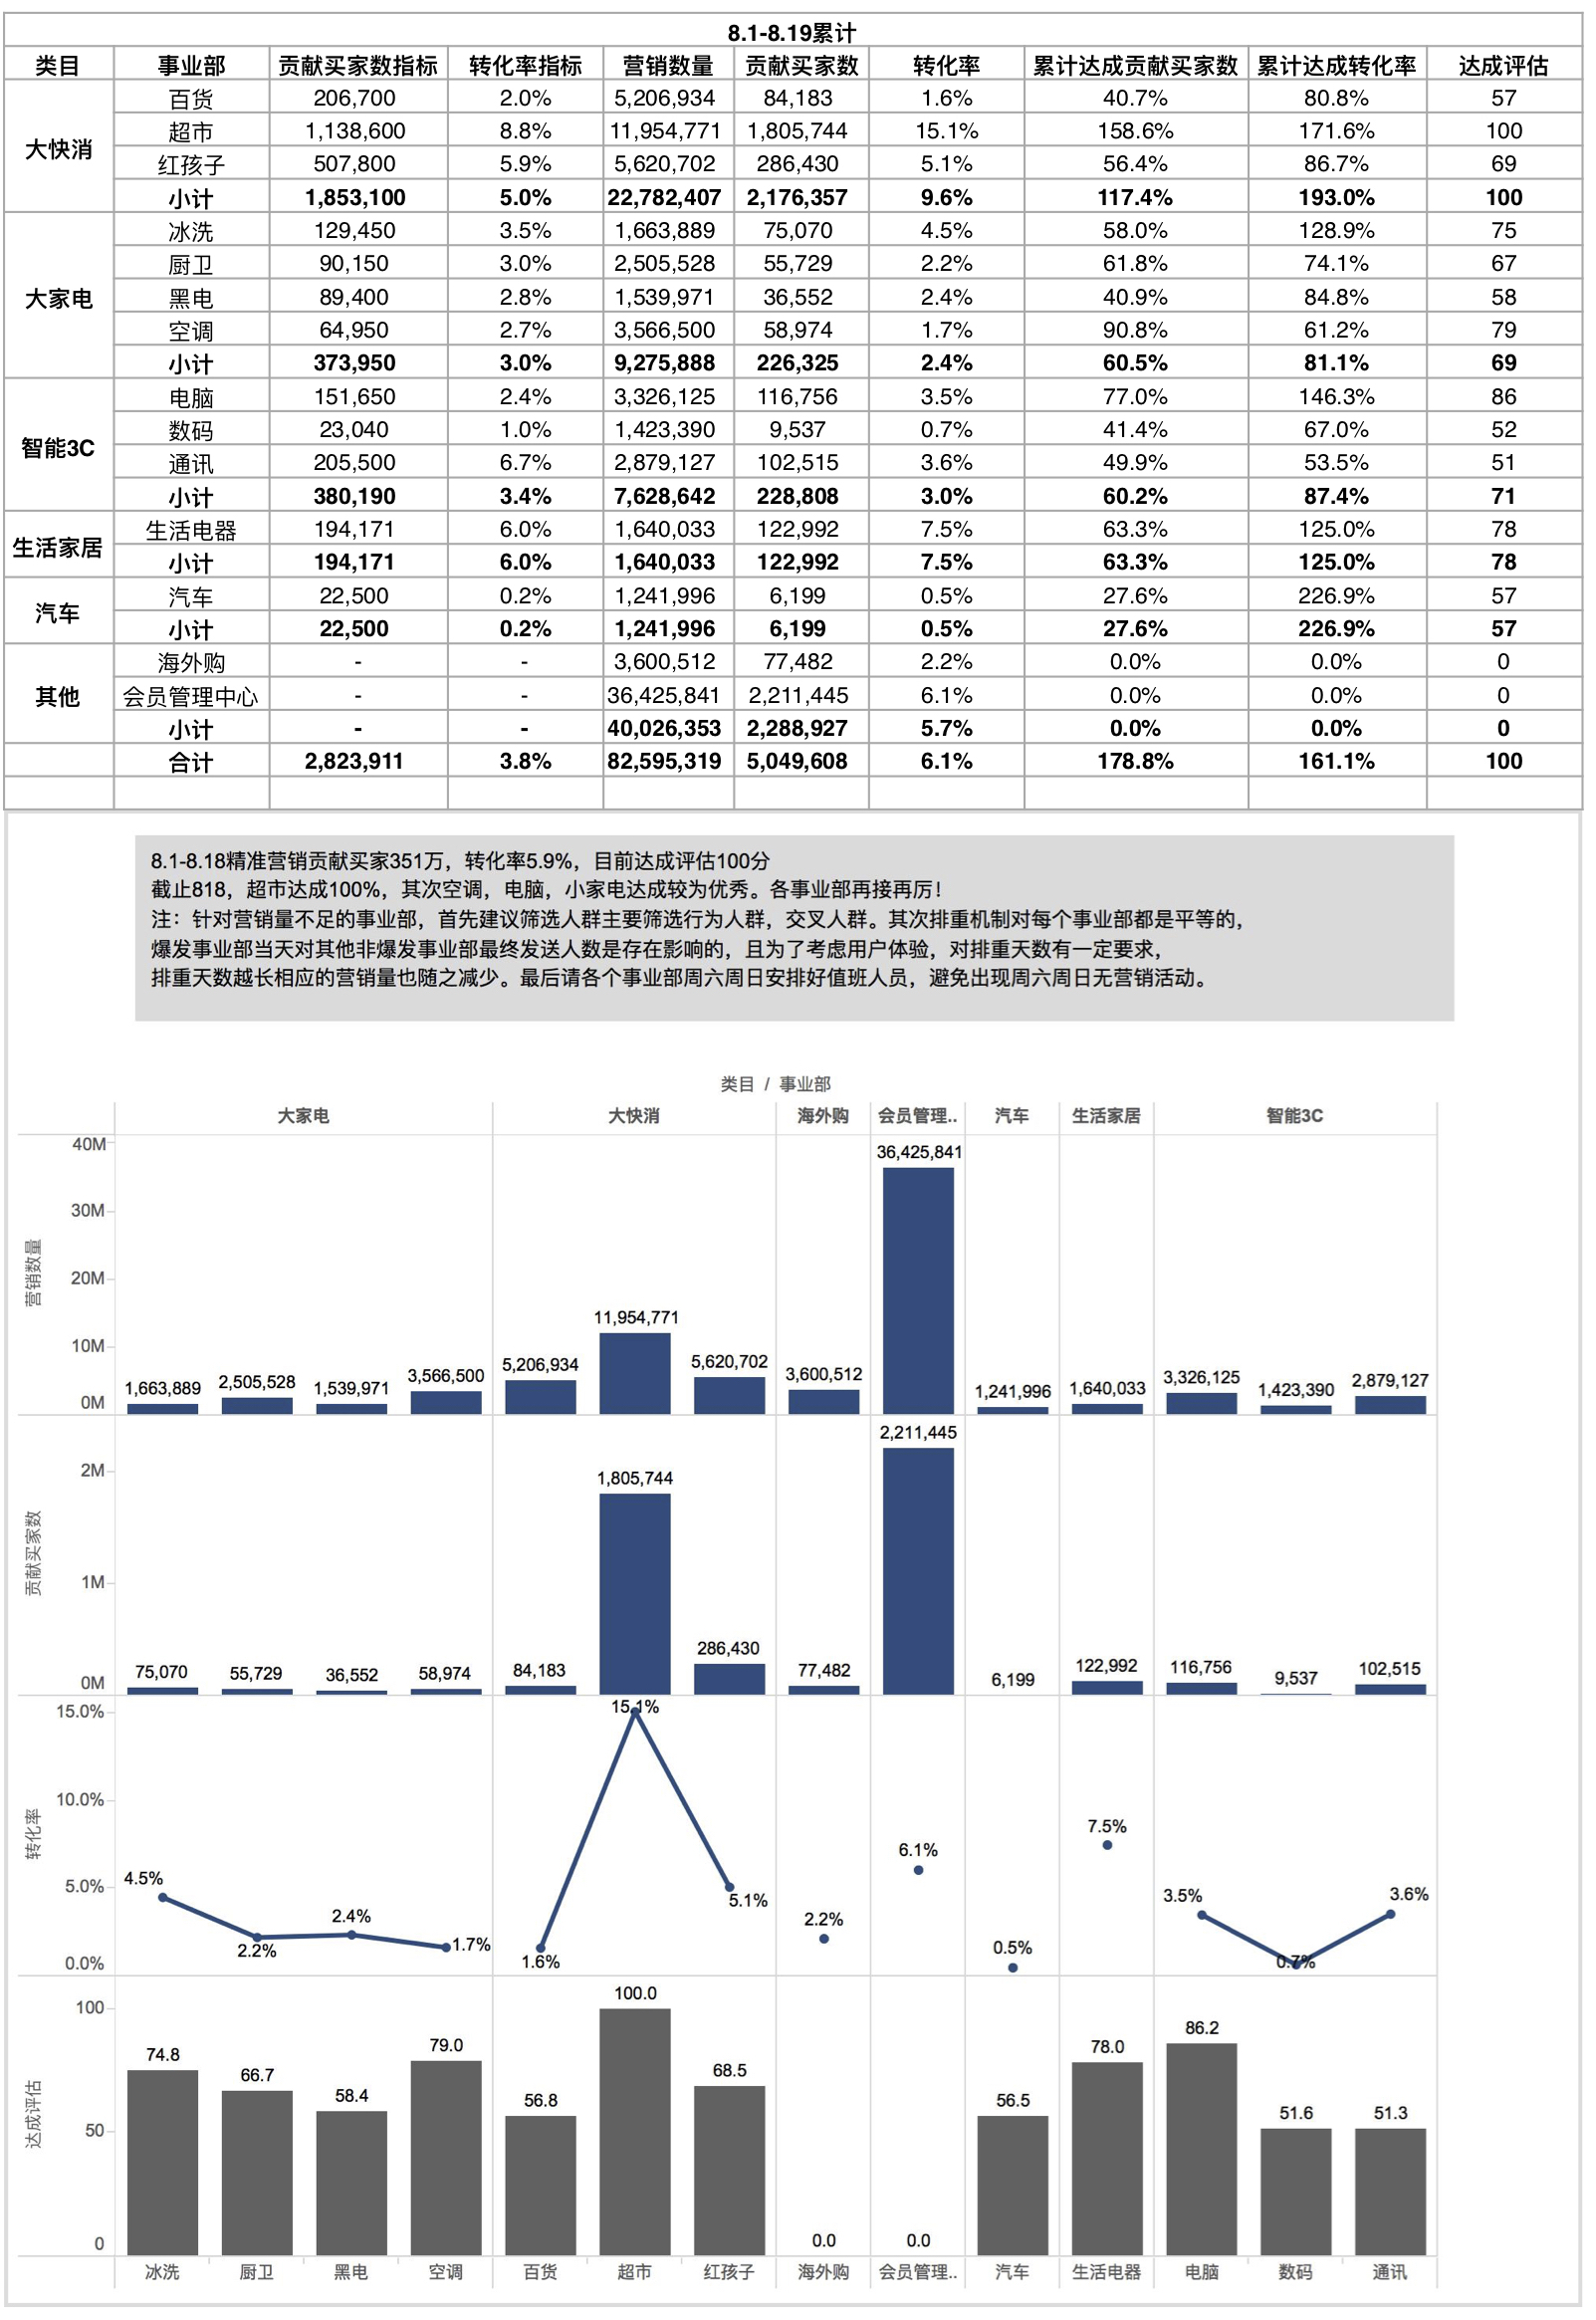 8.1-8.19累计
类目 事业部 贡献买家数指标 转化率指标 营销数量 贡献买家数 转化率 累计达成贡献买家数 累计达成转化率 达成评估
大快消 百货 206,700 2.0% 5,206,934 84,183 1.6% 40.7% 80.8% 57
超市 1,138,600 8.8% 11,954,771 1,805,744 15.1% 158.6% 171.6% 100
红孩子 507,800 5.9% 5,620,702 286,430 5.1% 56.4% 86.7% 69
小计 1,853,100 5.0% 22,782,407 2,176,357 9.6% 117.4% 193.0% 100
大家电 冰洗 129,450 3.5% 1,663,889 75,070 4.5% 58.0% 128.9% 75
厨卫 90,150 3.0% 2,505,528 55,729 2.2% 61.8% 74.1% 67
黑电 89,400 2.8% 1,539,971 36,552 2.4% 40.9% 84.8% 58
空调 64,950 2.7% 3,566,500 58,974 1.7% 90.8% 61.2% 79
小计 373,950 3.0% 9,275,888 226,325 2.4% 60.5% 81.1% 69
智能3C 电脑 151,650 2.4% 3,326,125 116,756 3.5% 77.0% 146.3% 86
数码 23,040 1.0% 1,423,390 9,537 0.7% 41.4% 67.0% 52
通讯 205,500 6.7% 2,879,127 102,515 3.6% 49.9% 53.5% 51
小计 380,190 3.4% 7,628,642 228,808 3.0% 60.2% 87.4% 71
生活家居 生活电器 194,171 6.0% 1,640,033 122,992 7.5% 63.3% 125.0% 78
小计 194,171 6.0% 1,640,033 122,992 7.5% 63.3% 125.0% 78
汽车 汽车 22,500 0.2% 1,241,996 6,199 0.5% 27.6% 226.9% 57
小计 22,500 0.2% 1,241,996 6,199 0.5% 27.6% 226.9% 57
其他 海外购 - - 3,600,512 77,482 2.2% 0.0% 0.0% 0
会员管理中心 - - 36,425,841 2,211,445 6.1% 0.0% 0.0% 0
小计 - - 40,026,353 2,288,927 5.7% 0.0% 0.0% 0
合计 2,823,911 3.8% 82,595,319 5,049,608 6.1% 178.8% 161.1% 100
8.1-8.18精准营销贡献买家351万，转化率5.9%，目前达成评估100分
截止818，超市达成100%，其次空调，电脑，小家电达成较为优秀。各事业部再接再厉！
注：针对营销量不足的事业部，首先建议筛选人群主要筛选行为人群，交叉人群。其次排重机制对每个事业部都是平等的，
爆发事业部当天对其他非爆发事业部最终发送人数是存在影响的，且为了考虑用户体验，对排重天数有一定要求，
排重天数越长相应的营销量也随之减少。最后请各个事业部周六周日安排好值班人员，避免出现周六周日无营销活动。
类目 / 事业部
大家电 大快消 海外购 会员管理.. 汽车 生活家居 智能3C
营销数量
40M
30M
20M
10M
0M
1,663,889 2,505,528 1,539,971 3,566,500 5,206,934 11,954,771 5,620,702 3,600,512 36,425,841 1,241,996 1,640,033 3,326,125 1,423,390 2,879,127
贡献买家数
2M
1M
0M
75,070 55,729 36,552 58,974 84,183 1,805,744 286,430 77,482 2,211,445 6,199 122,992 116,756 9,537 102,515
转化率
15.0%
10.0%
5.0%
0.0%
4.5% 2.2% 2.4% 1.7% 1.6% 15.1% 5.1% 2.2% 6.1% 0.5% 7.5% 3.5% 0.7% 3.6%
达成评估
100
50
0
74.8 66.7 58.4 79.0 56.8 100.0 68.5 0.0 0.0 56.5 78.0 86.2 51.6 51.3
冰洗 厨卫 黑电 空调 百货 超市 红孩子 海外购 会员管理.. 汽车 生活电器 电脑 数码 通讯